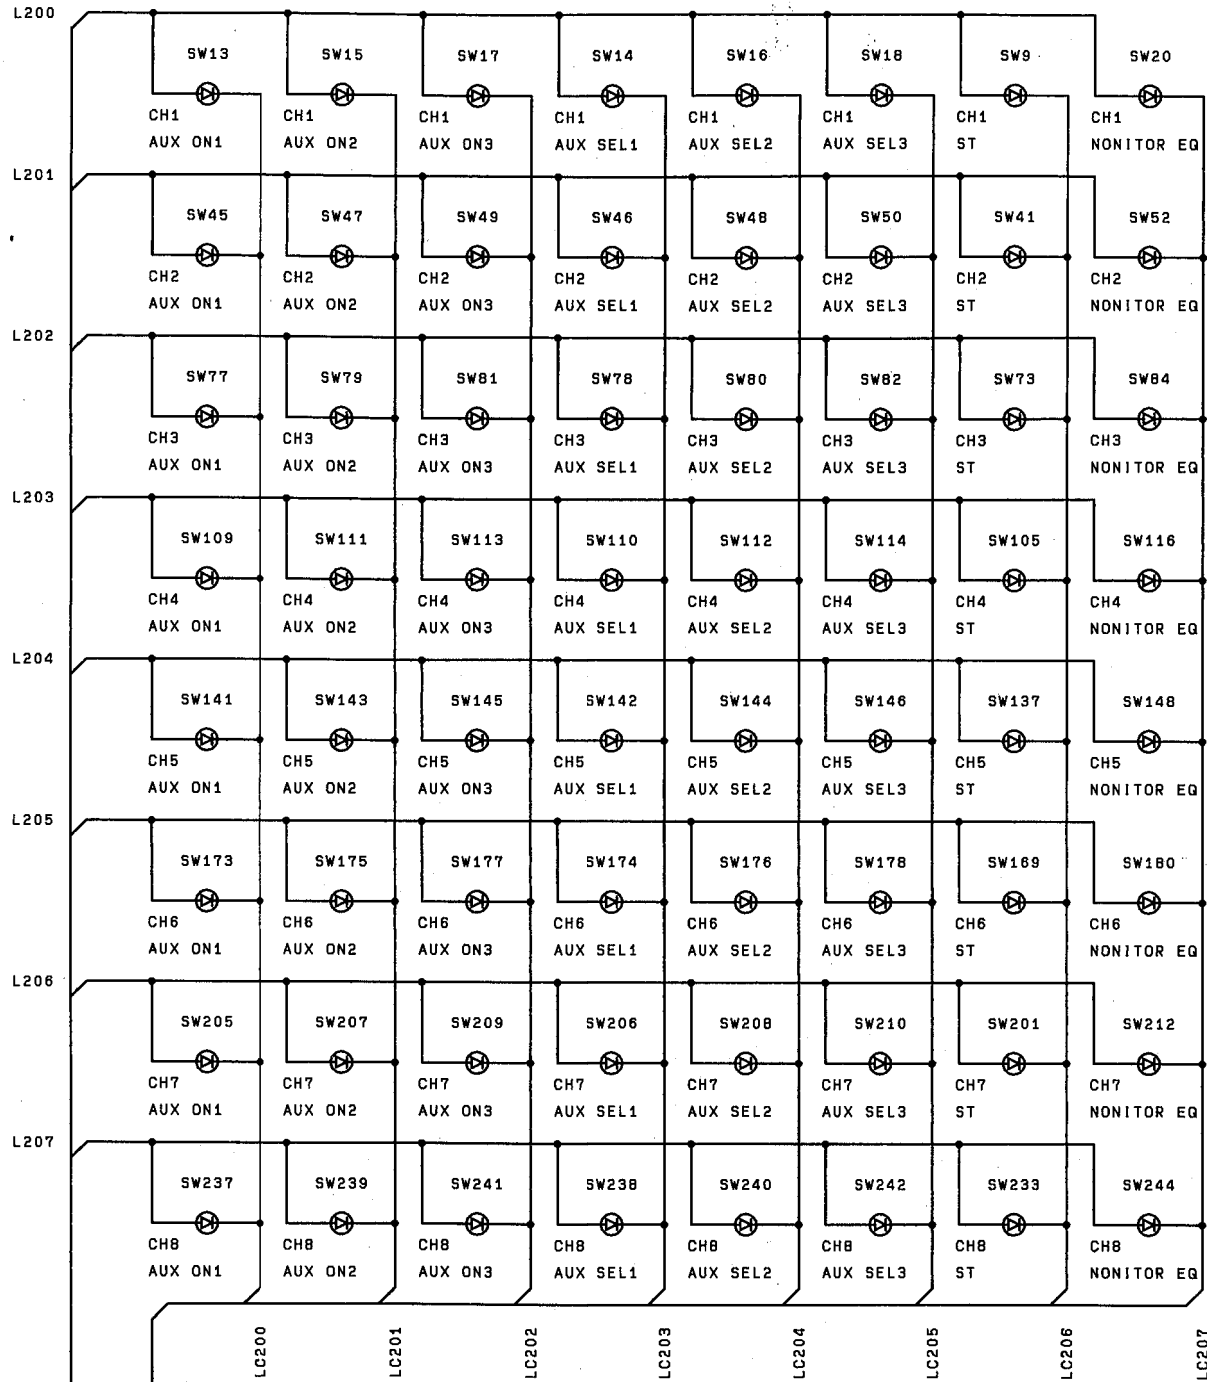 L200
SW13 SW15 SW17 SW14 SW16 SW18 SW9 SW20
CH1 CH1 CH1 CH1 CH1 CH1 CH1 CH1
AUX ON1 AUX ON2 AUX ON3 AUX SEL1 AUX SEL2 AUX SEL3 ST NONITOR EQ
L201
SW45 SW47 SW49 SW46 SW48 SW50 SW41 SW52
CH2 CH2 CH2 CH2 CH2 CH2 CH2 CH2
AUX ON1 AUX ON2 AUX ON3 AUX SEL1 AUX SEL2 AUX SEL3 ST NONITOR EQ
L202
SW77 SW79 SW81 SW78 SW80 SW82 SW73 SW84
CH3 CH3 CH3 CH3 CH3 CH3 CH3 CH3
AUX ON1 AUX ON2 AUX ON3 AUX SEL1 AUX SEL2 AUX SEL3 ST NONITOR EQ
L203
SW109 SW111 SW113 SW110 SW112 SW114 SW105 SW116
CH4 CH4 CH4 CH4 CH4 CH4 CH4 CH4
AUX ON1 AUX ON2 AUX ON3 AUX SEL1 AUX SEL2 AUX SEL3 ST NONITOR EQ
L204
SW141 SW143 SW145 SW142 SW144 SW146 SW137 SW148
CH5 CH5 CH5 CH5 CH5 CH5 CH5 CH5
AUX ON1 AUX ON2 AUX ON3 AUX SEL1 AUX SEL2 AUX SEL3 ST NONITOR EQ
L205
SW173 SW175 SW177 SW174 SW176 SW178 SW169 SW180
CH6 CH6 CH6 CH6 CH6 CH6 CH6 CH6
AUX ON1 AUX ON2 AUX ON3 AUX SEL1 AUX SEL2 AUX SEL3 ST NONITOR EQ
L206
SW205 SW207 SW209 SW206 SW208 SW210 SW201 SW212
CH7 CH7 CH7 CH7 CH7 CH7 CH7 CH7
AUX ON1 AUX ON2 AUX ON3 AUX SEL1 AUX SEL2 AUX SEL3 ST NONITOR EQ
L207
SW237 SW239 SW241 SW238 SW240 SW242 SW233 SW244
CH8 CH8 CH8 CH8 CH8 CH8 CH8 CH8
AUX ON1 AUX ON2 AUX ON3 AUX SEL1 AUX SEL2 AUX SEL3 ST NONITOR EQ
LC200 LC201 LC202 LC203 LC204 LC205 LC206 LC207